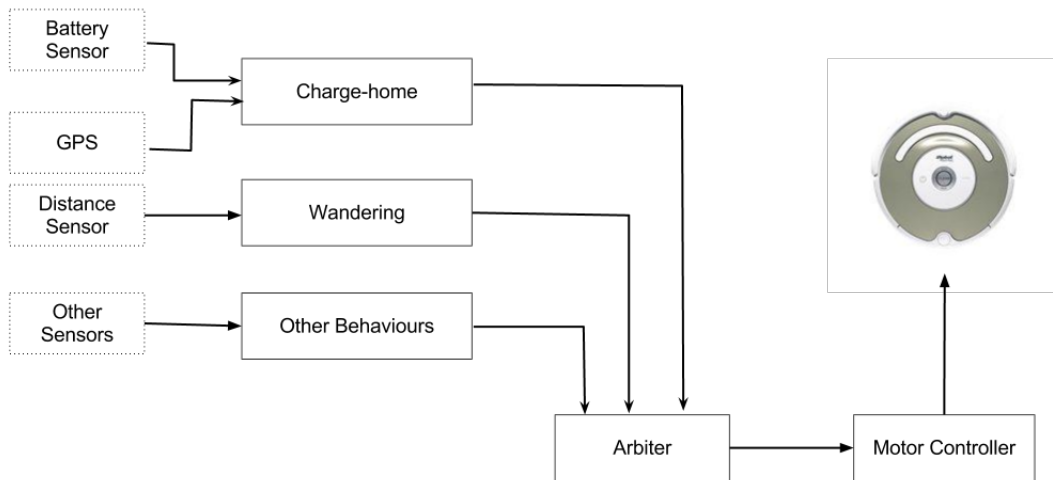 Battery
Sensor
Charge-home
GPS
Distance
Sensor
Wandering
Other
Sensors
Other Behaviours
Arbiter
Motor Controller